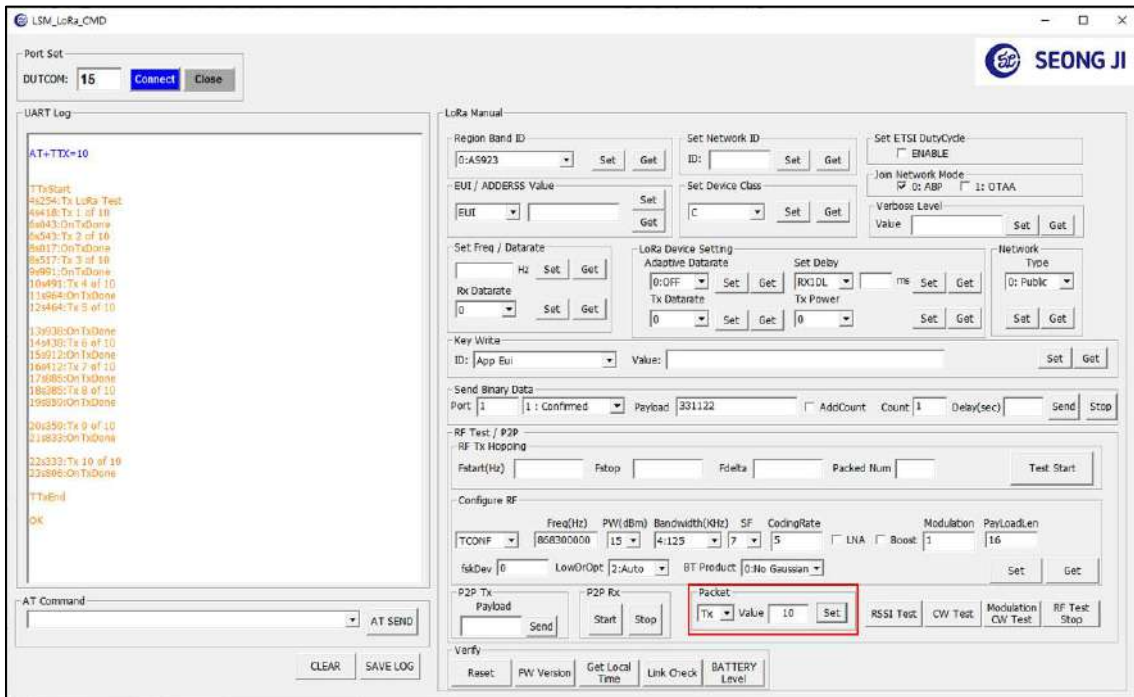 LSM_LoRa_CMD
SEONG JI
Port Set
DUTCOM: 15 Connect Close
UART Log
AT+TTX=10
TTxStart
4s254:Tx LoRa Test
4s418:Tx 1 of 10
6s043:OnTxDone
6s543:Tx 2 of 10
8s017:OnTxDone
8s517:Tx 3 of 10
9s991:OnTxDone
10s491:Tx 4 of 10
11s964:OnTxDone
12s464:Tx 5 of 10
13s938:OnTxDone
14s438:Tx 6 of 10
15s912:OnTxDone
16s412:Tx 7 of 10
17s885:OnTxDone
18s385:Tx 8 of 10
19s859:OnTxDone
20s359:Tx 9 of 10
21s833:OnTxDone
22s333:Tx 10 of 10
23s806:OnTxDone
TTxEnd
OK
AT Command
AT SEND
CLEAR SAVE LOG
LoRa Manual
Region Band ID
0:AS923 Set Get
Set Network ID
ID: Set Get
Set ETSI DutyCycle
ENABLE
Join Network Mode
0: ABP 1: OTAA
EUI / ADDERSS Value
EUI Set Get
Set Device Class
C Set Get
Verbose Level
Value Set Get
Set Freq / Datarate
Hz Set Get
Rx Datarate
0 Set Get
LoRa Device Setting
Adaptive Datarate Set Delay
0:OFF Set Get RX1DL ms Set Get
Tx Datarate Tx Power
0 Set Get 0 Set Get
Network
Type
0: Public
Set Get
Key Write
ID: App Eui Value: Set Get
Send Binary Data
Port 1 1 : Confirmed Payload 331122 AddCount Count 1 Delay(sec) Send Stop
RF Test / P2P
RF Tx Hopping
Fstart(Hz) Fstop Fdelta Packed Num Test Start
Configure RF
Freq(Hz) PW(dBm) Bandwidth(KHz) SF CodingRate Modulation PayLoadLen
TCONF 868300000 15 4:125 7 5 LNA Boost 1 16
fskDev 0 LowDrOpt 2:Auto BT Product 0:No Gaussian Set Get
P2P Tx
Payload
Send
P2P Rx
Start Stop
Packet
Tx Value 10 Set
RSSI Test CW Test Modulation CW Test RF Test Stop
Verify
Reset FW Version Get Local Time Link Check BATTERY Level